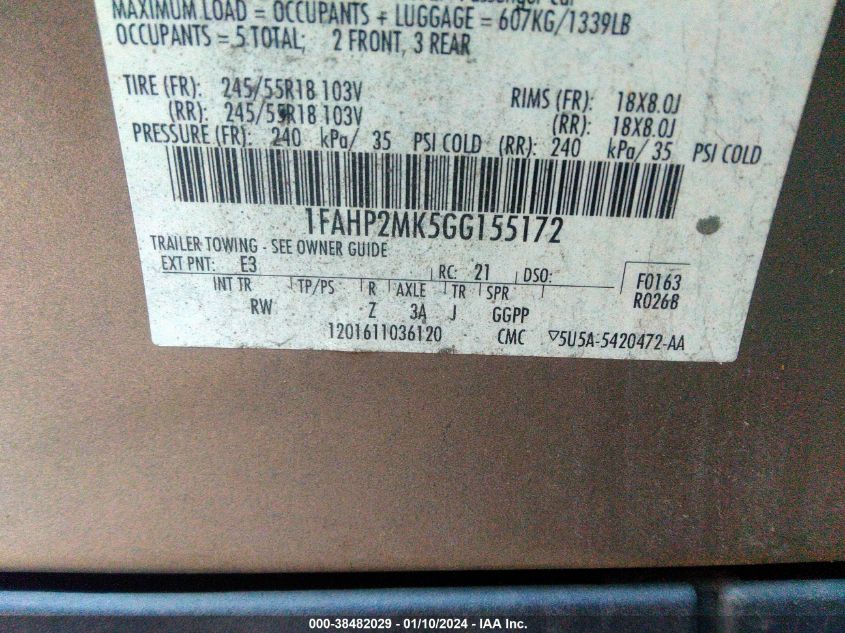 Passenger Car
MAXIMUM LOAD = OCCUPANTS + LUGGAGE = 607KG/1339LB
OCCUPANTS = 5 TOTAL; 2 FRONT, 3 REAR
TIRE (FR): 245/55R18 103V RIMS (FR): 18X8.0J
(RR): 245/55R18 103V (RR): 18X8.0J
PRESSURE (FR): 240 kPa/ 35 PSI COLD (RR): 240 kPa/ 35 PSI COLD
1FAHP2MK5GG155172
TRAILER TOWING - SEE OWNER GUIDE
EXT PNT: E3 RC: 21 DSO: F0163
INT TR TP/PS R AXLE TR SPR R026B
RW Z 3A J GGPP
1201611036120 CMC ▽5U5A-5420472-AA
000-38482029 - 01/10/2024 - IAA Inc.